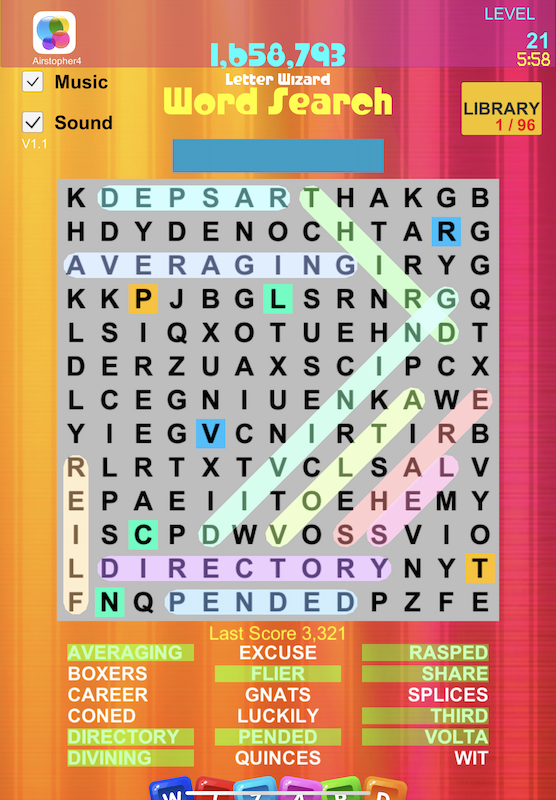 LEVEL
21
5:58
Airstopher4
1,658,793
Letter Wizard
Word Search
Music
Sound
V1.1
LIBRARY
1 / 96
K D E P S A R T H A K G B
H D Y D E N O C H T A R G
A V E R A G I N G I R Y G
K K P J B G L S R N R G Q
L S I Q X O T U E H N D T
D E R Z U A X S C I P C X
L C E G N I U E N K A W E
Y I E G V C N I R T I R B
R L R T X T V C L S A L V
E P A E I I T O E H E M Y
I S C P D W V O S S V I O
L D I R E C T O R Y N Y T
F N Q P E N D E D P Z F E
Last Score 3,321
AVERAGING EXCUSE RASPED
BOXERS FLIER SHARE
CAREER GNATS SPLICES
CONED LUCKILY THIRD
DIRECTORY PENDED VOLTA
DIVINING QUINCES WIT
W I Z A R D